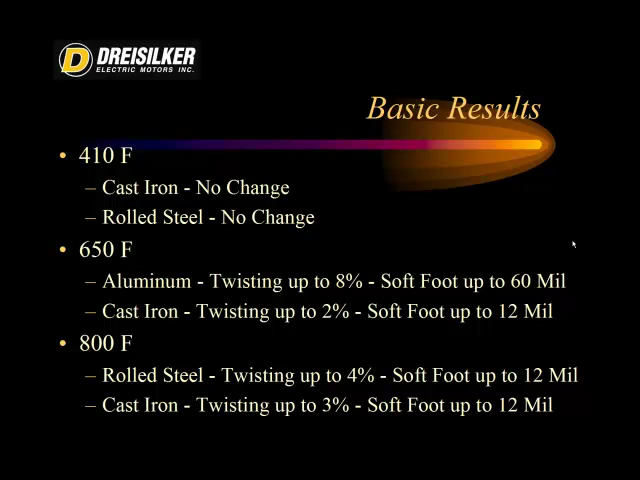 D DREISILKER
ELECTRIC MOTORS INC.
Basic Results
• 410 F
– Cast Iron - No Change
– Rolled Steel - No Change
• 650 F
– Aluminum - Twisting up to 8% - Soft Foot up to 60 Mil
– Cast Iron - Twisting up to 2% - Soft Foot up to 12 Mil
• 800 F
– Rolled Steel - Twisting up to 4% - Soft Foot up to 12 Mil
– Cast Iron - Twisting up to 3% - Soft Foot up to 12 Mil